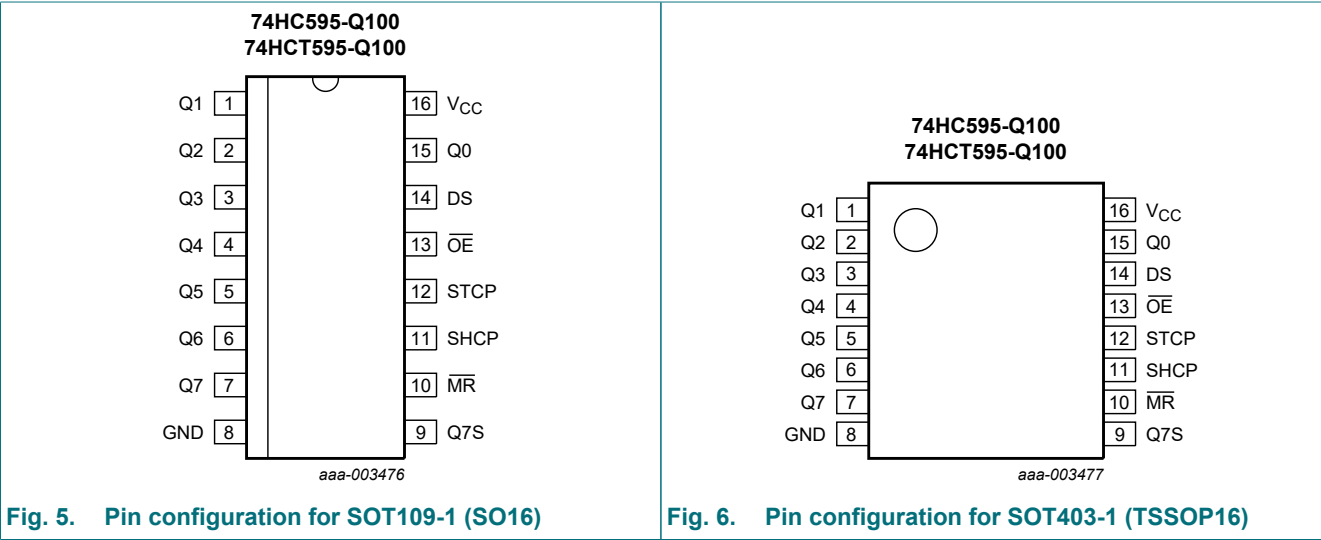 74HC595-Q100
74HCT595-Q100
Q1 1 16 VCC
Q2 2 15 Q0
Q3 3 14 DS
Q4 4 13 O̅E̅
Q5 5 12 STCP
Q6 6 11 SHCP
Q7 7 10 M̅R̅
GND 8 9 Q7S
aaa-003476
Fig. 5. Pin configuration for SOT109-1 (SO16)
74HC595-Q100
74HCT595-Q100
Q1 1 16 VCC
Q2 2 15 Q0
Q3 3 14 DS
Q4 4 13 O̅E̅
Q5 5 12 STCP
Q6 6 11 SHCP
Q7 7 10 M̅R̅
GND 8 9 Q7S
aaa-003477
Fig. 6. Pin configuration for SOT403-1 (TSSOP16)